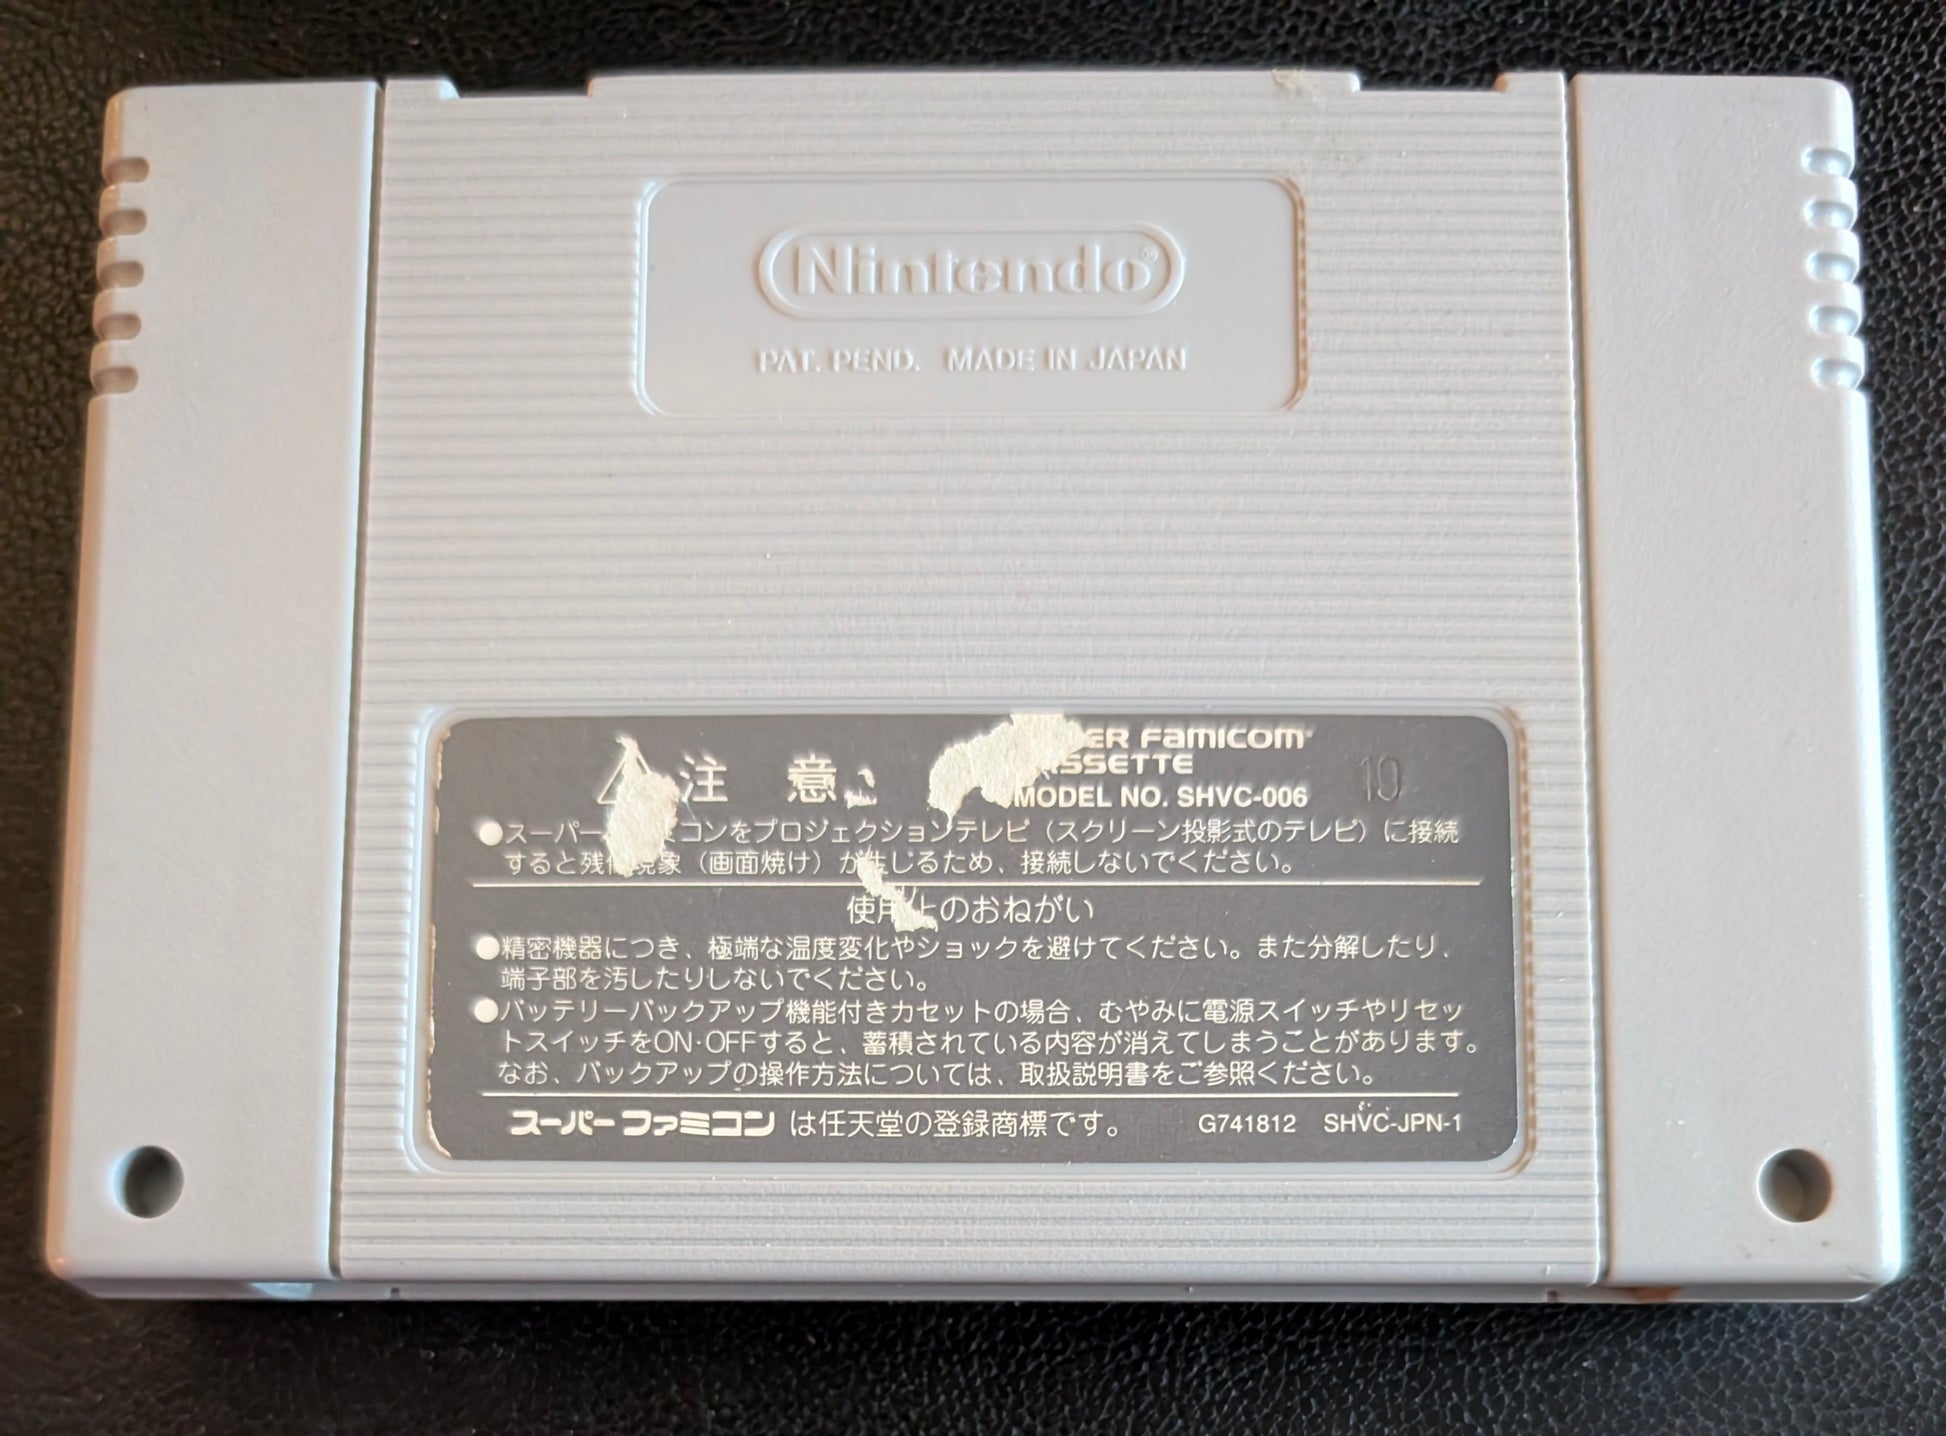 Nintendo®
PAT. PEND. MADE IN JAPAN
注 意
ER FAMICOM
SSETTE
MODEL NO. SHVC-006
10
●スーパー ミコンをプロジェクションテレビ（スクリーン投影式のテレビ）に接続
すると残 現象（画面焼け）が生じるため、接続しないでください。
使用上のおねがい
●精密機器につき、極端な温度変化やショックを避けてください。また分解したり、
端子部を汚したりしないでください。
●バッテリーバックアップ機能付きカセットの場合、むやみに電源スイッチやリセッ
トスイッチをON·OFFすると、蓄積されている内容が消えてしまうことがあります。
なお、バックアップの操作方法については、取扱説明書をご参照ください。
スーパーファミコン は任天堂の登録商標です。 G741812 SHVC-JPN-1